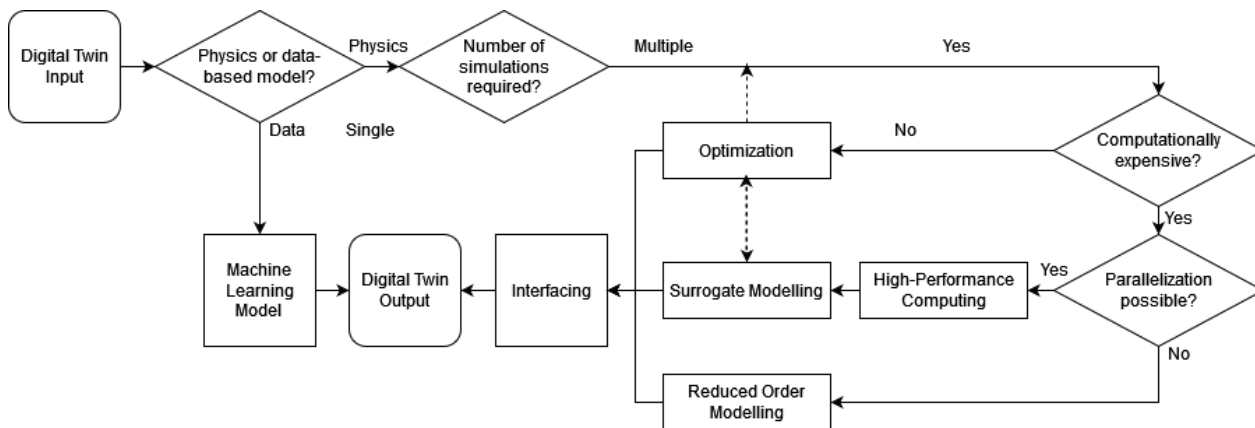 Digital Twin
Input
Physics or data-
based model?
Physics
Number of
simulations
required?
Multiple
Yes
Data
Single
Optimization
No
Computationally
expensive?
Yes
Machine
Learning
Model
Digital Twin
Output
Interfacing
Surrogate Modelling
High-Performance
Computing
Yes
Parallelization
possible?
No
Reduced Order
Modelling